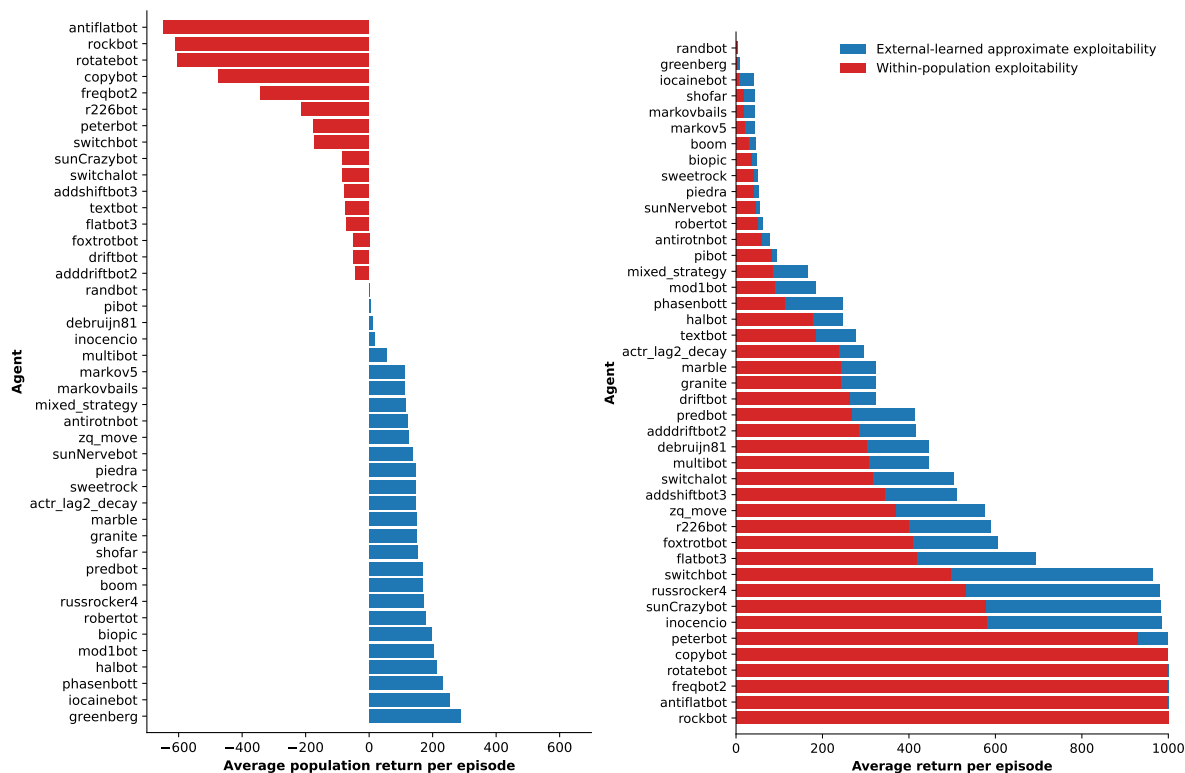 antiflatbot
rockbot
rotatebot
copybot
freqbot2
r226bot
peterbot
switchbot
sunCrazybot
switchalot
addshiftbot3
textbot
flatbot3
foxtrotbot
driftbot
adddriftbot2
randbot
pibot
debruijn81
inocencio
multibot
markov5
markovbails
mixed_strategy
antirotnbot
zq_move
sunNervebot
piedra
sweetrock
actr_lag2_decay
marble
granite
shofar
predbot
boom
russrocker4
robertot
biopic
mod1bot
halbot
phasenbott
iocainebot
greenberg
Agent
−600 −400 −200 0 200 400 600
Average population return per episode
External-learned approximate exploitability
Within-population exploitability
randbot
greenberg
iocainebot
shofar
markovbails
markov5
boom
biopic
sweetrock
piedra
sunNervebot
robertot
antirotnbot
pibot
mixed_strategy
mod1bot
phasenbott
halbot
textbot
actr_lag2_decay
marble
granite
driftbot
predbot
adddriftbot2
debruijn81
multibot
switchalot
addshiftbot3
zq_move
r226bot
foxtrotbot
flatbot3
switchbot
russrocker4
sunCrazybot
inocencio
peterbot
copybot
rotatebot
freqbot2
antiflatbot
rockbot
Agent
0 200 400 600 800 1000
Average return per episode